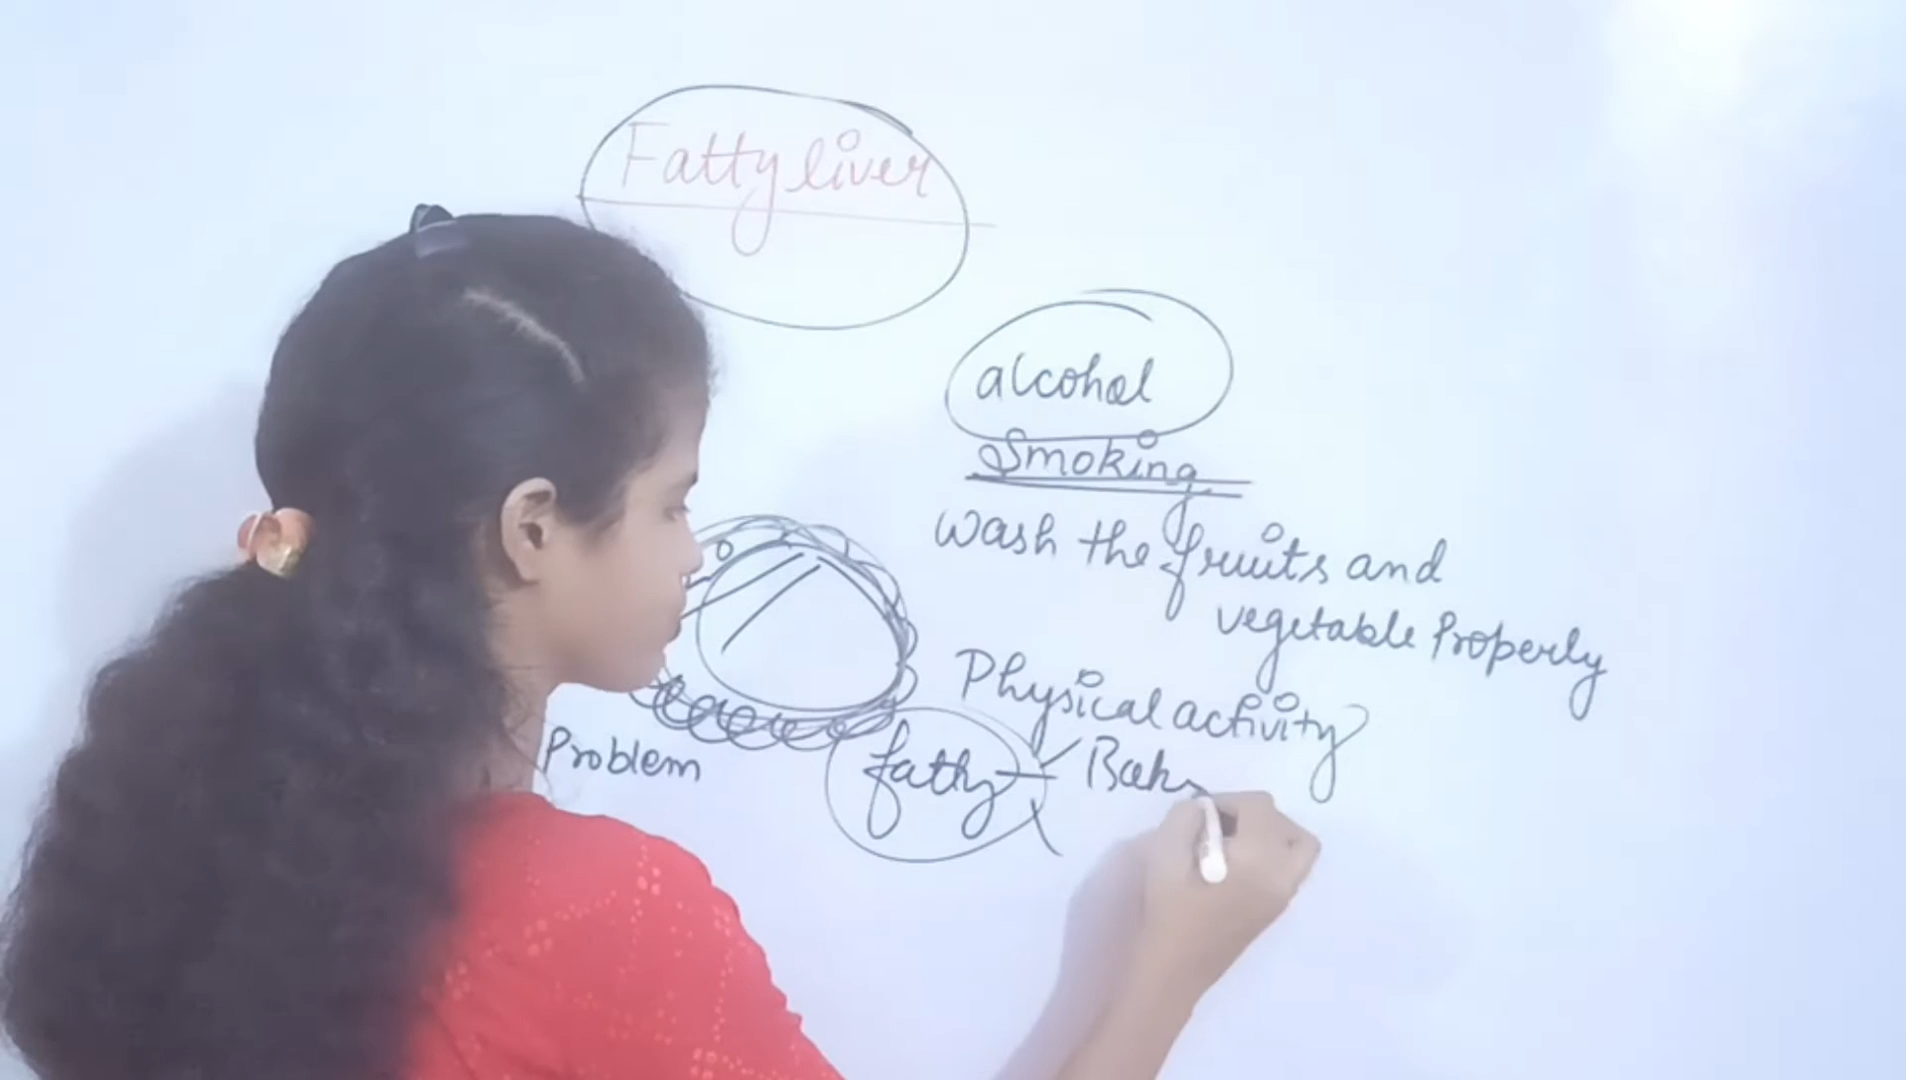 Fatty liver
alcohol
Smoking
wash the fruits and
vegetable Properly
Physical activity
Problem
fatty